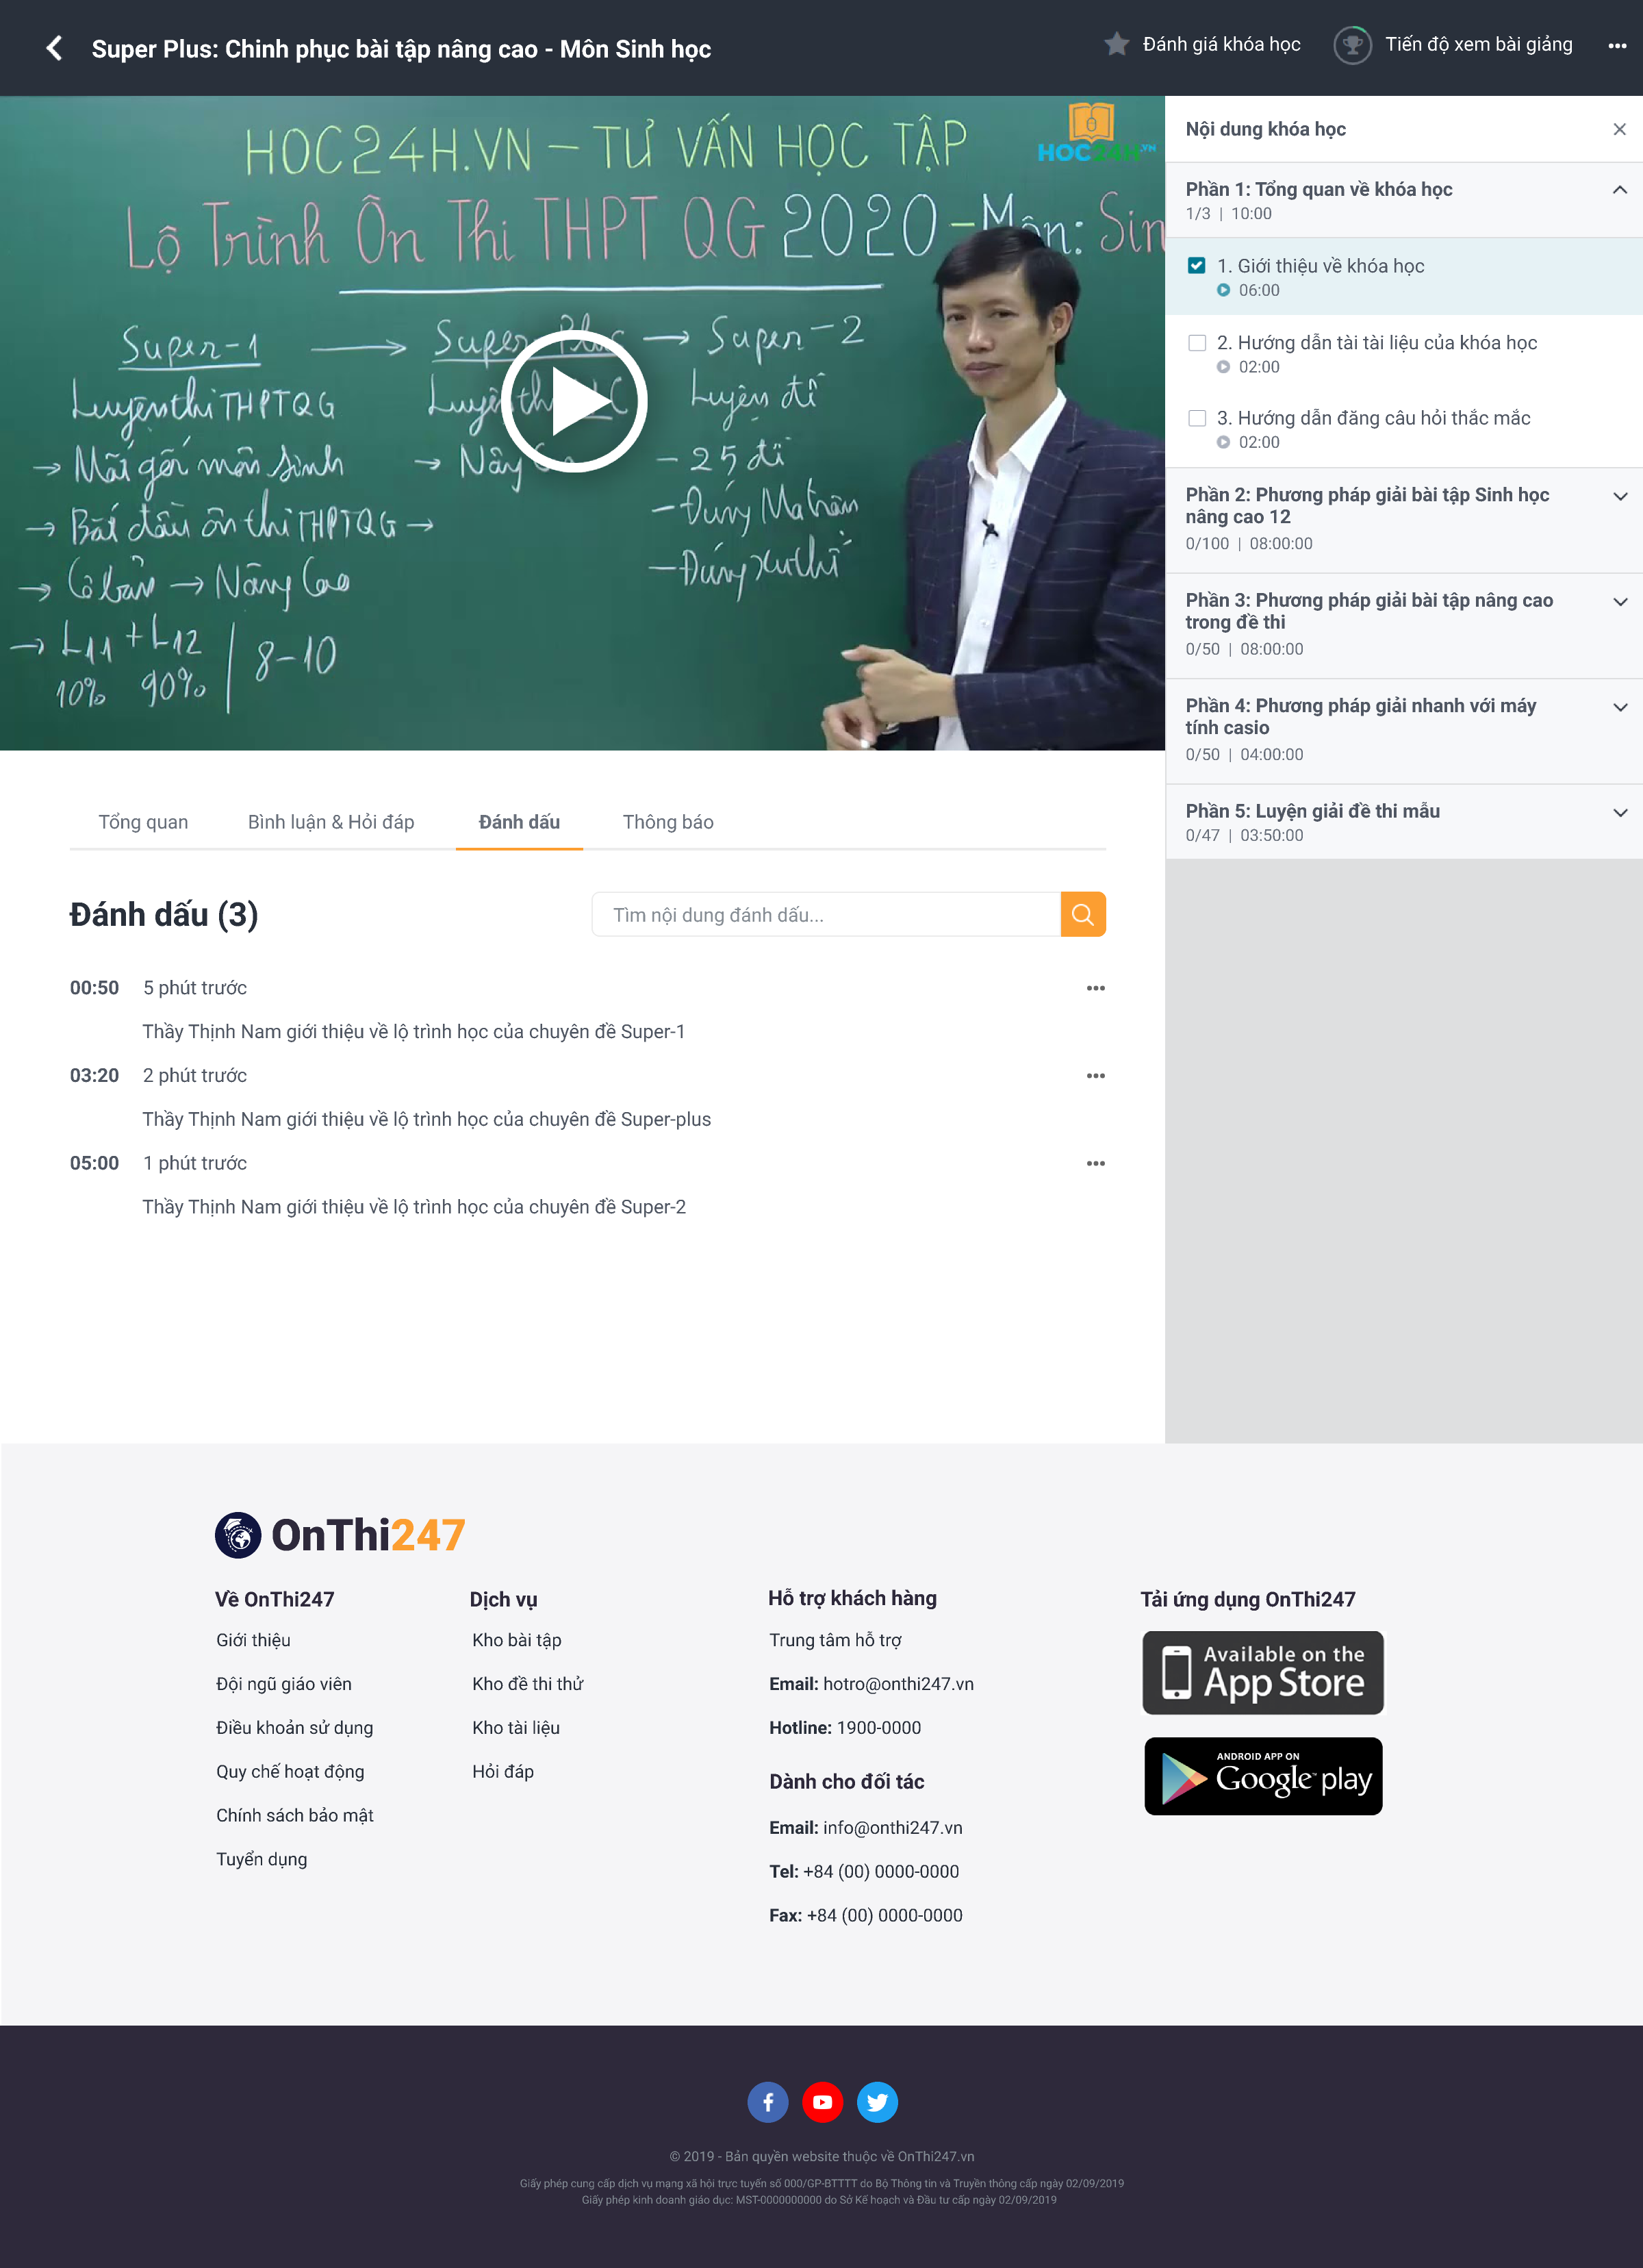 Super Plus: Chinh phục bài tập nâng cao - Môn Sinh học
Đánh giá khóa học
Tiến độ xem bài giảng
HOC24H.VN – TƯ VẤN HỌC TẬP
HOC24H.VN
Lộ Trình Ôn Thi THPT QG 2020 - Môn: Sin
Super-1
Super Plus
Super-2
Luyện thi THPTQG
Luyện đề
→ Mất gốc môn Sinh
→ Nâng
- 25 đề
→ Bắt đầu ôn thi THPTQG →
- Đúng Ma trận
→ Cơ bản → Nâng Cao
- Đúng xu thế
→ L11 + L12
10% 90%
8-10
Nội dung khóa học
Phần 1: Tổng quan về khóa học
1/3 | 10:00
1. Giới thiệu về khóa học
06:00
2. Hướng dẫn tài tài liệu của khóa học
02:00
3. Hướng dẫn đăng câu hỏi thắc mắc
02:00
Phần 2: Phương pháp giải bài tập Sinh học
nâng cao 12
0/100 | 08:00:00
Phần 3: Phương pháp giải bài tập nâng cao
trong đề thi
0/50 | 08:00:00
Phần 4: Phương pháp giải nhanh với máy
tính casio
0/50 | 04:00:00
Phần 5: Luyện giải đề thi mẫu
0/47 | 03:50:00
Tổng quan
Bình luận & Hỏi đáp
Đánh dấu
Thông báo
Đánh dấu (3)
Tìm nội dung đánh dấu...
00:50 5 phút trước
Thầy Thịnh Nam giới thiệu về lộ trình học của chuyên đề Super-1
03:20 2 phút trước
Thầy Thịnh Nam giới thiệu về lộ trình học của chuyên đề Super-plus
05:00 1 phút trước
Thầy Thịnh Nam giới thiệu về lộ trình học của chuyên đề Super-2
OnThi247
Về OnThi247
Giới thiệu
Đội ngũ giáo viên
Điều khoản sử dụng
Quy chế hoạt động
Chính sách bảo mật
Tuyển dụng
Dịch vụ
Kho bài tập
Kho đề thi thử
Kho tài liệu
Hỏi đáp
Hỗ trợ khách hàng
Trung tâm hỗ trợ
Email: hotro@onthi247.vn
Hotline: 1900-0000
Dành cho đối tác
Email: info@onthi247.vn
Tel: +84 (00) 0000-0000
Fax: +84 (00) 0000-0000
Tải ứng dụng OnThi247
Available on the
App Store
ANDROID APP ON
Google play
© 2019 - Bản quyền website thuộc về OnThi247.vn
Giấy phép cung cấp dịch vụ mạng xã hội trực tuyến số 000/GP-BTTTT do Bộ Thông tin và Truyền thông cấp ngày 02/09/2019
Giấy phép kinh doanh giáo dục: MST-0000000000 do Sở Kế hoạch và Đầu tư cấp ngày 02/09/2019